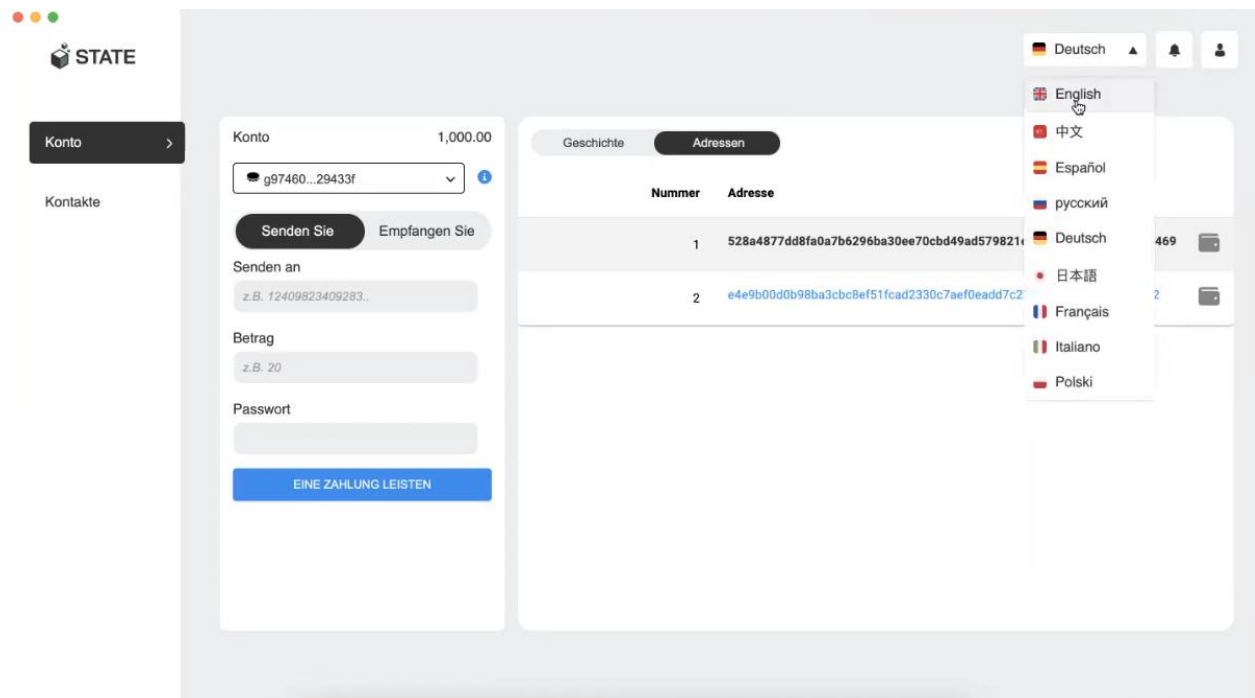 STATE
Deutsch
English
中文
Español
русский
Deutsch
日本語
Français
Italiano
Polski
Konto
Kontakte
Konto 1,000.00
g97460...29433f
Senden Sie Empfangen Sie
Senden an
z.B. 12409823409283..
Betrag
z.B. 20
Passwort
EINE ZAHLUNG LEISTEN
Geschichte Adressen
Nummer Adresse
1 528a4877dd8fa0a7b6296ba30ee70cbd49ad579821 469
2 e4e9b00d0b98ba3cbc8ef51fcad2330c7aef0eadd7c2 2